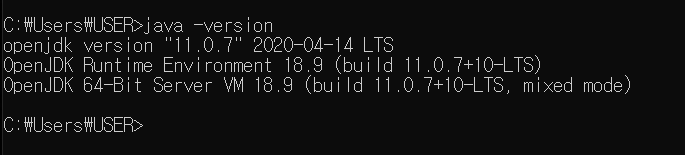 C:₩Users₩USER>java -version
openjdk version "11.0.7" 2020-04-14 LTS
OpenJDK Runtime Environment 18.9 (build 11.0.7+10-LTS)
OpenJDK 64-Bit Server VM 18.9 (build 11.0.7+10-LTS, mixed mode)
C:₩Users₩USER>